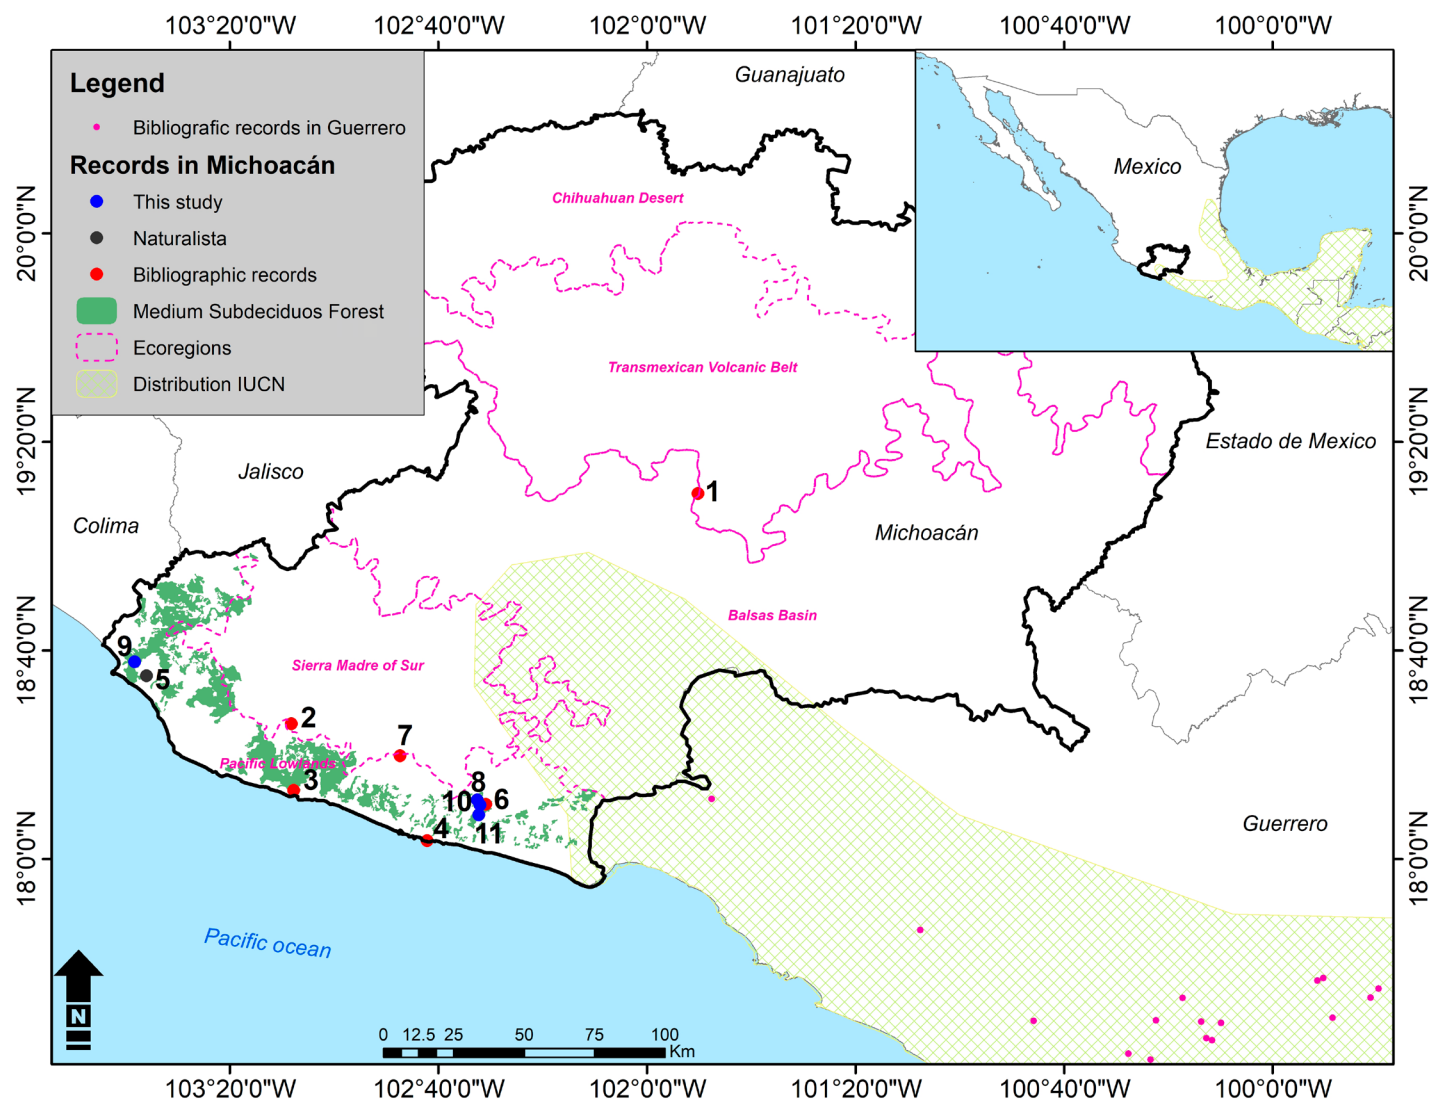 103°20'0"W 102°40'0"W 102°0'0"W 101°20'0"W 100°40'0"W 100°0'0"W
Legend
Bibliografic records in Guerrero
Records in Michoacán
This study
Naturalista
Bibliographic records
Medium Subdeciduos Forest
Ecoregions
Distribution IUCN
Guanajuato
Mexico
Chihuahuan Desert
20°0'0"N
20°0'0"N
Transmexican Volcanic Belt
19°20'0"N
19°20'0"N
Estado de Mexico
Jalisco
1
Colima
Michoacán
Balsas Basin
18°40'0"N
18°40'0"N
9
5
Sierra Madre of Sur
2
7
Pacific Lowlands
3
8
10
6
4
11
Guerrero
18°0'0"N
18°0'0"N
Pacific ocean
N
0 12.5 25 50 75 100
Km
103°20'0"W 102°40'0"W 102°0'0"W 101°20'0"W 100°40'0"W 100°0'0"W